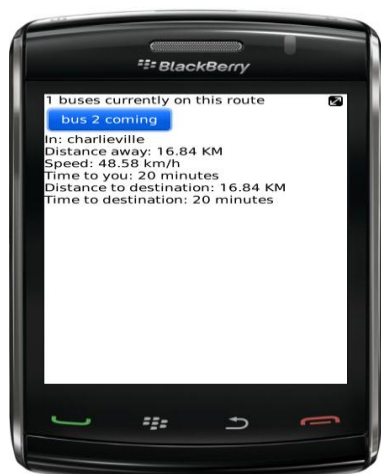 BlackBerry
1 buses currently on this route
bus 2 coming
In: charlieville
Distance away: 16.84 KM
Speed: 48.58 km/h
Time to you: 20 minutes
Distance to destination: 16.84 KM
Time to destination: 20 minutes